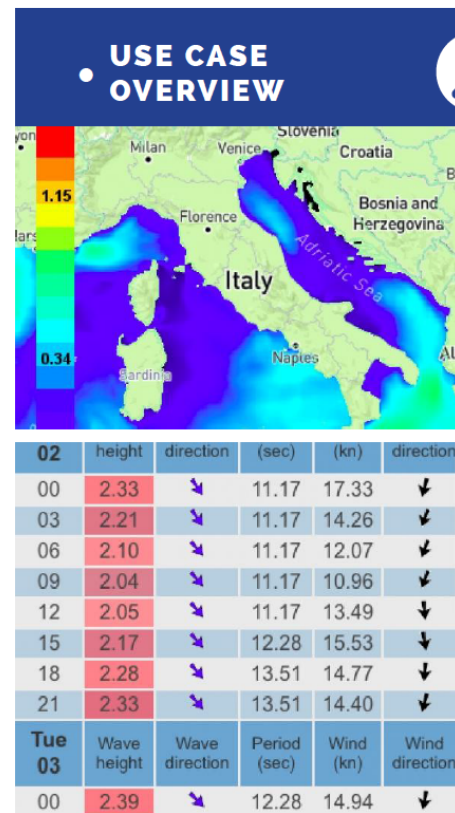 USE CASE
OVERVIEW
Slovenia
Milan
Venice
Croatia
1.15
Bosnia and
Herzegovina
Florence
Adriatic Sea
Italy
0.34
Naples
Sardinia
02 height direction (sec) (kn) direction
00 2.33 11.17 17.33
03 2.21 11.17 14.26
06 2.10 11.17 12.07
09 2.04 11.17 10.96
12 2.05 11.17 13.49
15 2.17 12.28 15.53
18 2.28 13.51 14.77
21 2.33 13.51 14.40
Tue Wave Wave Period Wind Wind
03 height direction (sec) (kn) direction
00 2.39 12.28 14.94